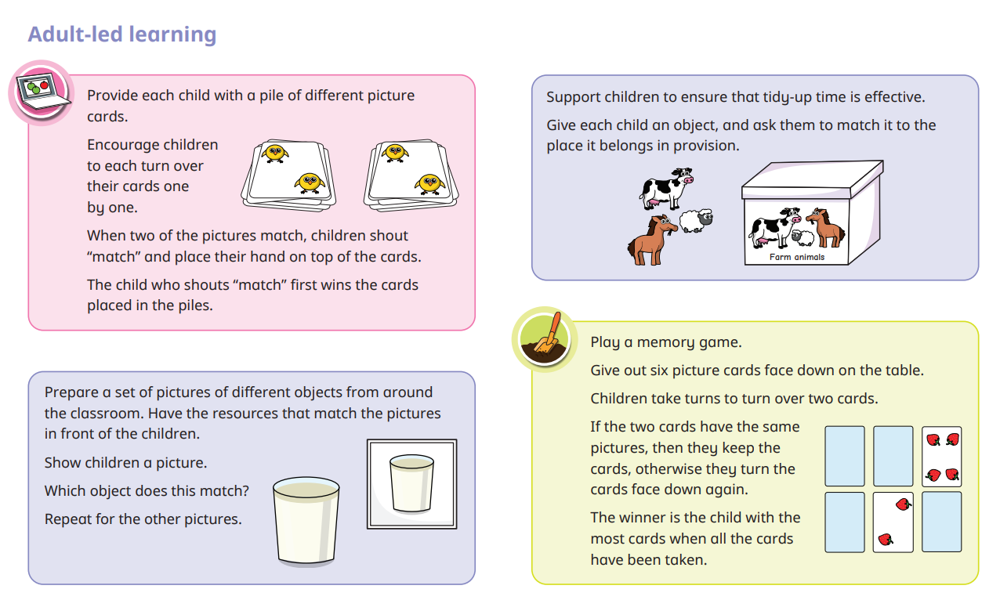 Adult-led learning
Provide each child with a pile of different picture
cards.
Encourage children
to each turn over
their cards one
by one.
When two of the pictures match, children shout
“match” and place their hand on top of the cards.
The child who shouts “match” first wins the cards
placed in the piles.
Prepare a set of pictures of different objects from around
the classroom. Have the resources that match the pictures
in front of the children.
Show children a picture.
Which object does this match?
Repeat for the other pictures.
Support children to ensure that tidy-up time is effective.
Give each child an object, and ask them to match it to the
place it belongs in provision.
Farm animals
Play a memory game.
Give out six picture cards face down on the table.
Children take turns to turn over two cards.
If the two cards have the same
pictures, then they keep the
cards, otherwise they turn the
cards face down again.
The winner is the child with the
most cards when all the cards
have been taken.